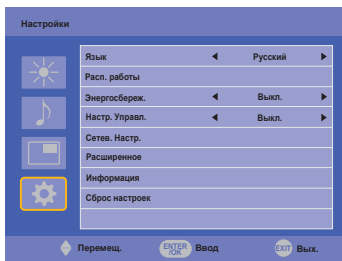 Настройки
Язык Русский
Расп. работы
Энергосбереж. Выкл.
Настр. Управл. Выкл.
Сетев. Настр.
Расширенное
Информация
Сброс настроек
Перемещ. ENTER /OK Ввод EXIT Вых.